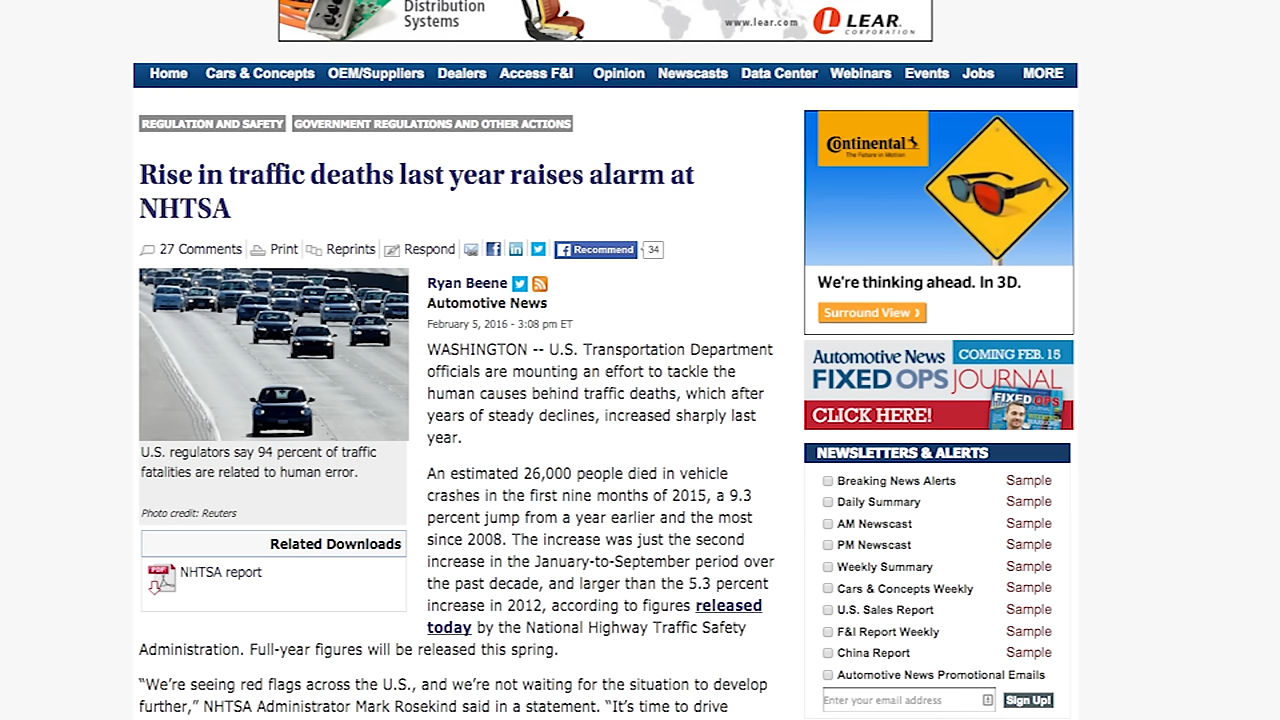 Distribution
Systems
www.lear.com
LEAR
CORPORATION
Home Cars & Concepts OEM/Suppliers Dealers Access F&I Opinion Newscasts Data Center Webinars Events Jobs MORE
REGULATION AND SAFETY GOVERNMENT REGULATIONS AND OTHER ACTIONS
Rise in traffic deaths last year raises alarm at
NHTSA
27 Comments Print Reprints Respond Recommend 34
U.S. regulators say 94 percent of traffic
fatalities are related to human error.
Photo credit: Reuters
Related Downloads
NHTSA report
Ryan Beene
Automotive News
February 5, 2016 - 3:08 pm ET
WASHINGTON -- U.S. Transportation Department
officials are mounting an effort to tackle the
human causes behind traffic deaths, which after
years of steady declines, increased sharply last
year.
An estimated 26,000 people died in vehicle
crashes in the first nine months of 2015, a 9.3
percent jump from a year earlier and the most
since 2008. The increase was just the second
increase in the January-to-September period over
the past decade, and larger than the 5.3 percent
increase in 2012, according to figures released
today by the National Highway Traffic Safety
Administration. Full-year figures will be released this spring.
“We’re seeing red flags across the U.S., and we’re not waiting for the situation to develop
further,” NHTSA Administrator Mark Rosekind said in a statement. “It’s time to drive
Continental
The Future in Motion
We're thinking ahead. In 3D.
Surround View
Automotive News COMING FEB. 15
FIXED OPS JOURNAL
CLICK HERE!
FIXED OPS
NEWSLETTERS & ALERTS
Breaking News Alerts Sample
Daily Summary Sample
AM Newscast Sample
PM Newscast Sample
Weekly Summary Sample
Cars & Concepts Weekly Sample
U.S. Sales Report Sample
F&I Report Weekly Sample
China Report Sample
Automotive News Promotional Emails
Enter your email address Sign Up!